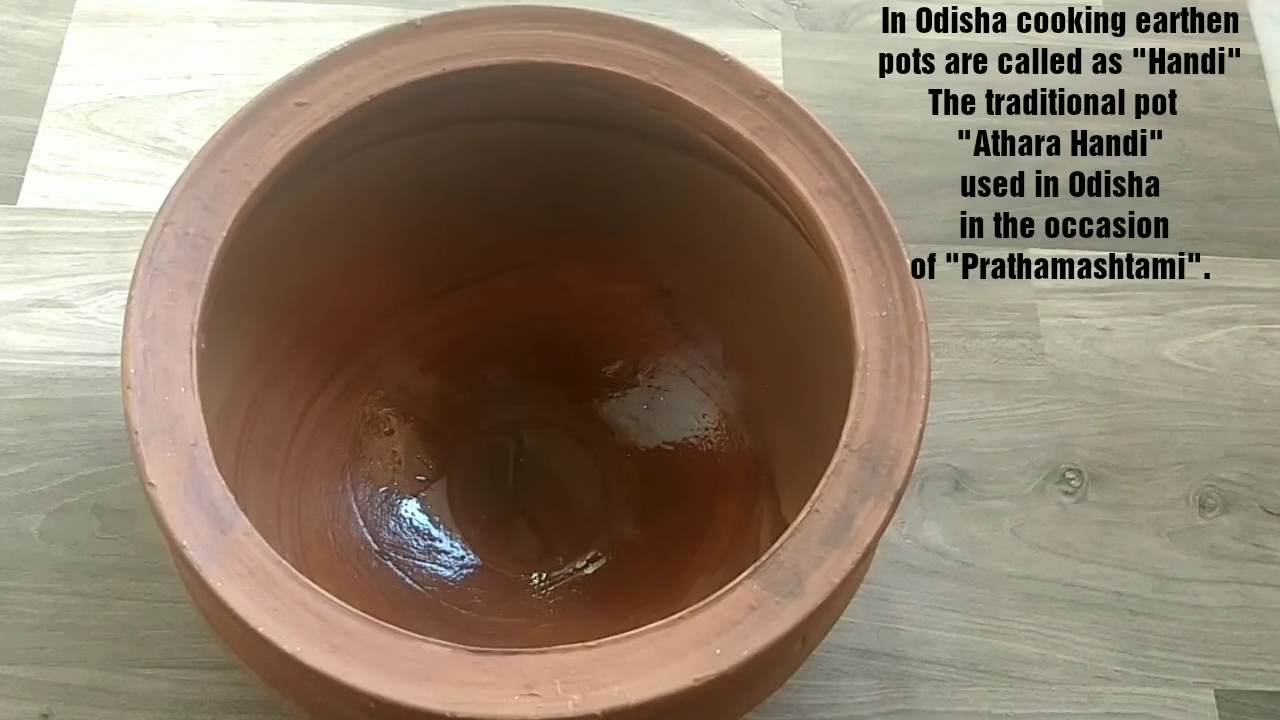 In Odisha cooking earthen
pots are called as "Handi"
The traditional pot
"Athara Handi"
used in Odisha
in the occasion
of "Prathamashtami".